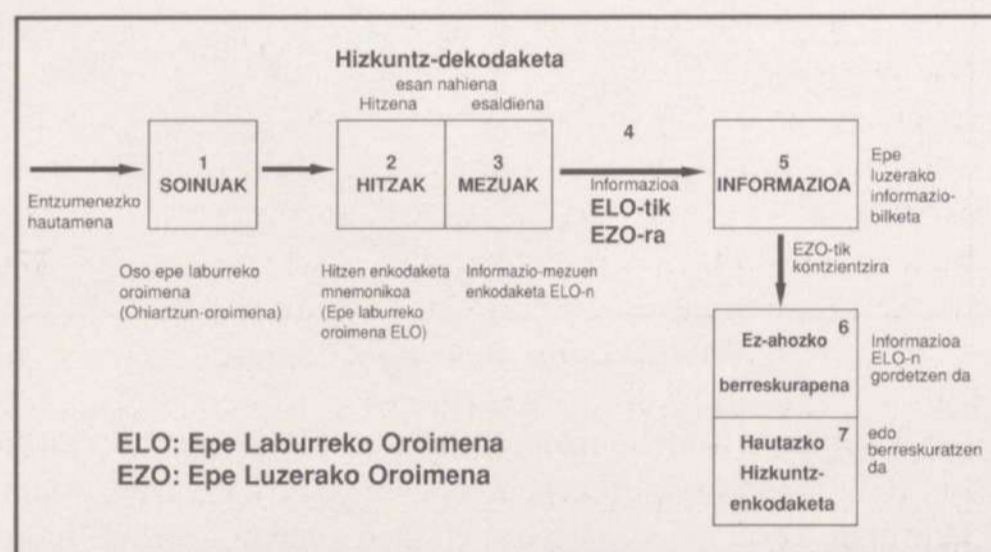 Hizkuntz-dekodaketa
esan nahiena
Hitzena
esaldiena
Entzumenezko
hautamena
1
SOINUAK
2
HITZAK
3
MEZUAK
4
Informazioa
ELO-tik
EZO-ra
5
INFORMAZIOA
Epe
luzerako
informazio-
bilketa
Oso epe laburreko
oroimena
(Ohiartzun-oroimena)
Hitzen enkodaketa
mnemonikoa
(Epe laburreko
oroimena ELO)
Informazio-mezuen
enkodaketa ELO-n
EZO-tik
kontzientzira
6
Ez-ahozko
berreskurapena
Informazioa
ELO-n
gordetzen da
7
Hautazko
Hizkuntz-
enkodaketa
edo
berreskuratzen
da
ELO: Epe Laburreko Oroimena
EZO: Epe Luzerako Oroimena